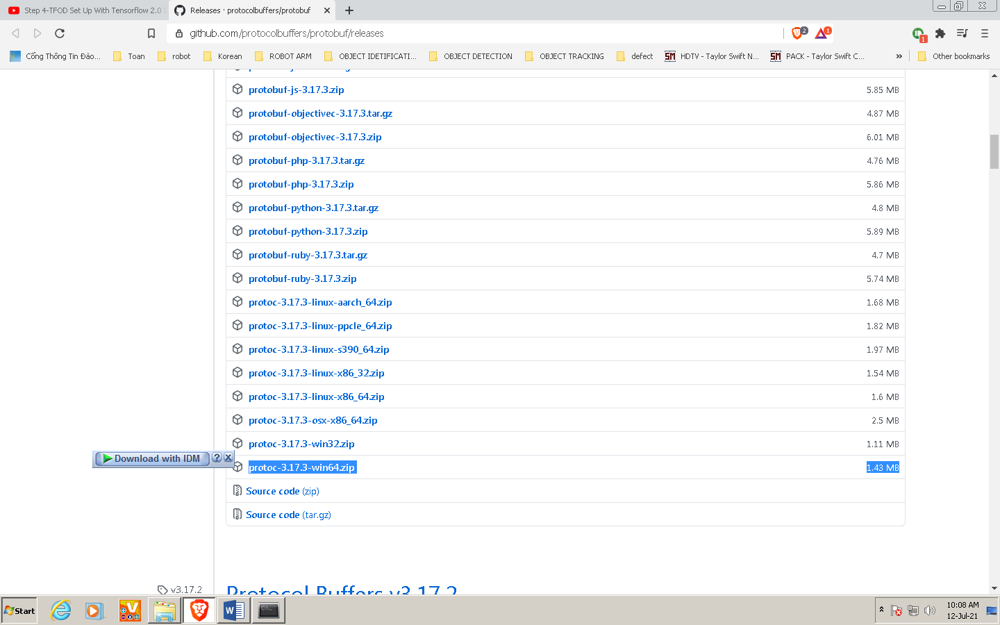 Step 4-TFOD Set Up With Tensorflow 2.0
Releases · protocolbuffers/protobuf
github.com/protocolbuffers/protobuf/releases
2
1
1
Cổng Thông Tin Đào...
Toan
robot
Korean
ROBOT ARM
OBJECT IDETIFICATI...
OBJECT DETECTION
OBJECT TRACKING
defect
SM HDTV - Taylor Swift N...
SM PACK - Taylor Swift C...
»
Other bookmarks
protobuf-js-3.17.3.zip 5.85 MB
protobuf-objectivec-3.17.3.tar.gz 4.87 MB
protobuf-objectivec-3.17.3.zip 6.01 MB
protobuf-php-3.17.3.tar.gz 4.76 MB
protobuf-php-3.17.3.zip 5.86 MB
protobuf-python-3.17.3.tar.gz 4.8 MB
protobuf-python-3.17.3.zip 5.89 MB
protobuf-ruby-3.17.3.tar.gz 4.7 MB
protobuf-ruby-3.17.3.zip 5.74 MB
protoc-3.17.3-linux-aarch_64.zip 1.68 MB
protoc-3.17.3-linux-ppcle_64.zip 1.82 MB
protoc-3.17.3-linux-s390_64.zip 1.97 MB
protoc-3.17.3-linux-x86_32.zip 1.54 MB
protoc-3.17.3-linux-x86_64.zip 1.6 MB
protoc-3.17.3-osx-x86_64.zip 2.5 MB
protoc-3.17.3-win32.zip 1.11 MB
Download with IDM ?
protoc-3.17.3-win64.zip 1.43 MB
Source code (zip)
Source code (tar.gz)
v3.17.2
Protocol Buffers v3.17.2
Start
10:08 AM
12-Jul-21